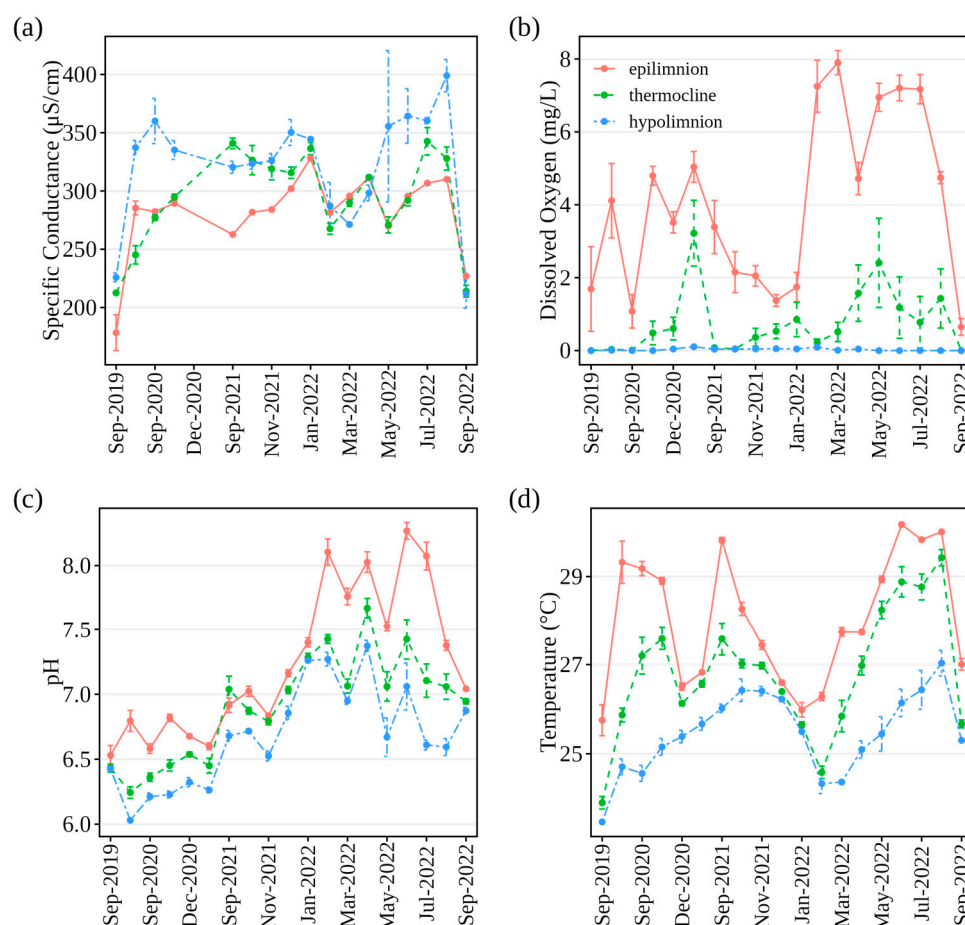 (a)
(b)
Specific Conductance (µS/cm)
400
350
300
250
200
Sep-2019
Sep-2020
Dec-2020
Sep-2021
Nov-2021
Jan-2022
Mar-2022
May-2022
Jul-2022
Sep-2022
Dissolved Oxygen (mg/L)
8
6
4
2
0
epilimnion
thermocline
hypolimnion
Sep-2019
Sep-2020
Dec-2020
Sep-2021
Nov-2021
Jan-2022
Mar-2022
May-2022
Jul-2022
Sep-2022
(c)
(d)
pH
8.0
7.5
7.0
6.5
6.0
Sep-2019
Sep-2020
Dec-2020
Sep-2021
Nov-2021
Jan-2022
Mar-2022
May-2022
Jul-2022
Sep-2022
Temperature (°C)
29
27
25
Sep-2019
Sep-2020
Dec-2020
Sep-2021
Nov-2021
Jan-2022
Mar-2022
May-2022
Jul-2022
Sep-2022